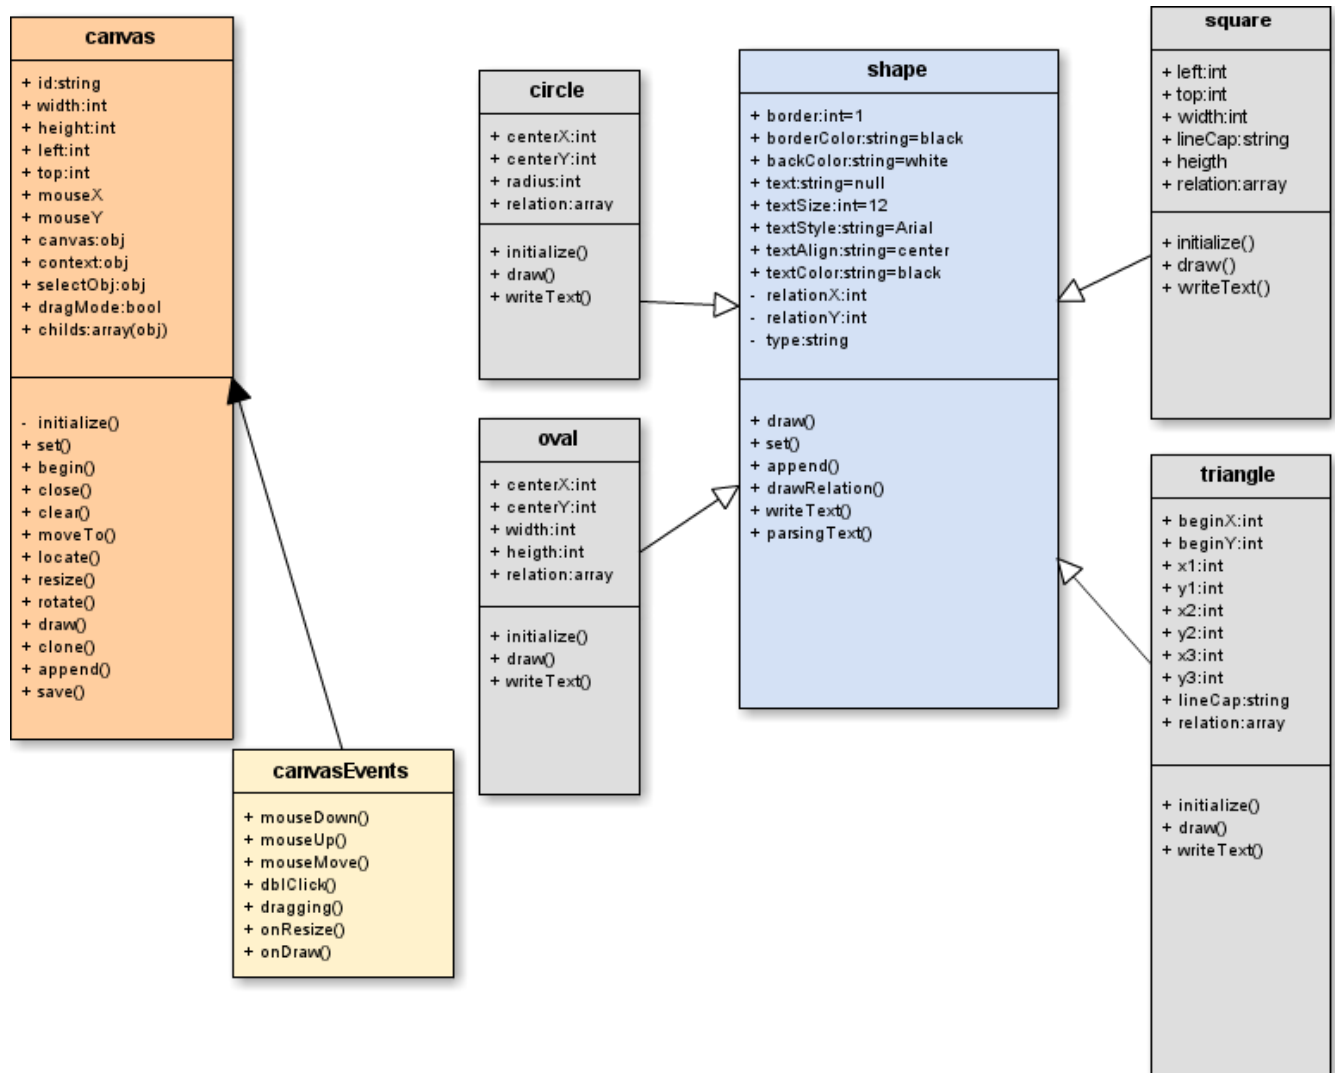 canvas
+ id:string
+ width:int
+ height:int
+ left:int
+ top:int
+ mouseX
+ mouseY
+ canvas:obj
+ context:obj
+ selectObj:obj
+ dragMode:bool
+ childs:array(obj)
- initialize()
+ set()
+ begin()
+ close()
+ clear()
+ moveTo()
+ locate()
+ resize()
+ rotate()
+ draw()
+ clone()
+ append()
+ save()
canvasEvents
+ mouseDown()
+ mouseUp()
+ mouseMove()
+ dblClick()
+ dragging()
+ onResize()
+ onDraw()
circle
+ centerX:int
+ centerY:int
+ radius:int
+ relation:array
+ initialize()
+ draw()
+ writeText()
oval
+ centerX:int
+ centerY:int
+ width:int
+ heigth:int
+ relation:array
+ initialize()
+ draw()
+ writeText()
shape
+ border:int=1
+ borderColor:string=black
+ backColor:string=white
+ text:string=null
+ textSize:int=12
+ textStyle:string=Arial
+ textAlign:string=center
+ textColor:string=black
- relationX:int
- relationY:int
- type:string
+ draw()
+ set()
+ append()
+ drawRelation()
+ writeText()
+ parsingText()
square
+ left:int
+ top:int
+ width:int
+ lineCap:string
+ heigth
+ relation:array
+ initialize()
+ draw()
+ writeText()
triangle
+ beginX:int
+ beginY:int
+ x1:int
+ y1:int
+ x2:int
+ y2:int
+ x3:int
+ y3:int
+ lineCap:string
+ relation:array
+ initialize()
+ draw()
+ writeText()